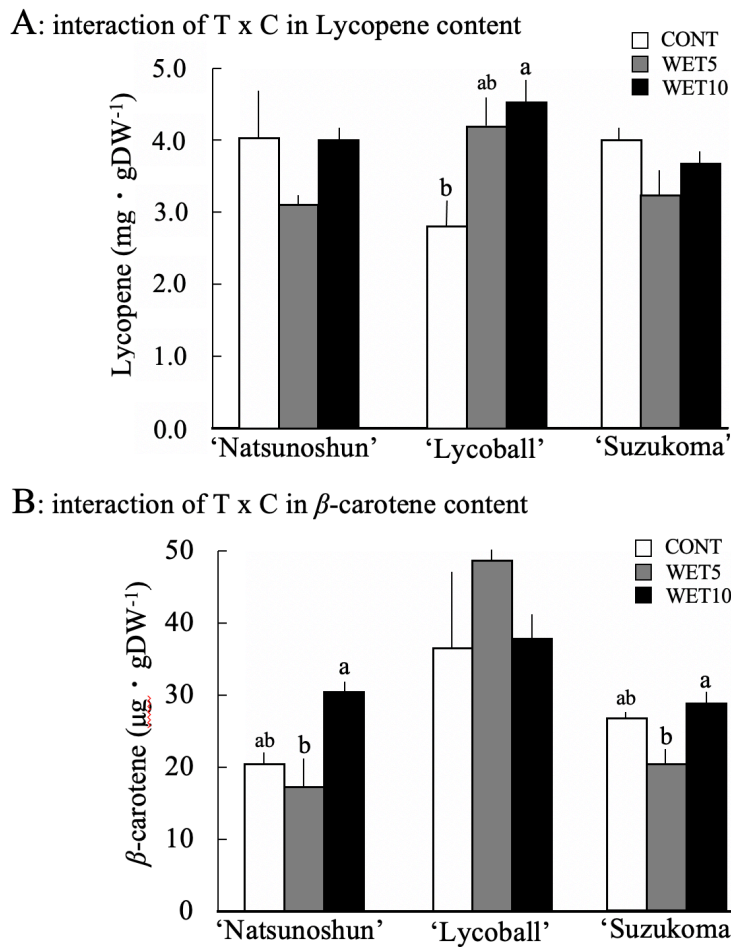 A: interaction of T x C in Lycopene content
CONT
WET5
WET10
Lycopene (mg・gDW-1)
5.0
4.0
3.0
2.0
1.0
0.0
b
ab
a
‘Natsunoshun’
‘Lycoball’
‘Suzukoma’
B: interaction of T x C in β-carotene content
CONT
WET5
WET10
β-carotene (μg・gDW-1)
50
40
30
20
10
0
ab
b
a
ab
b
a
‘Natsunoshun’
‘Lycoball’
‘Suzukoma